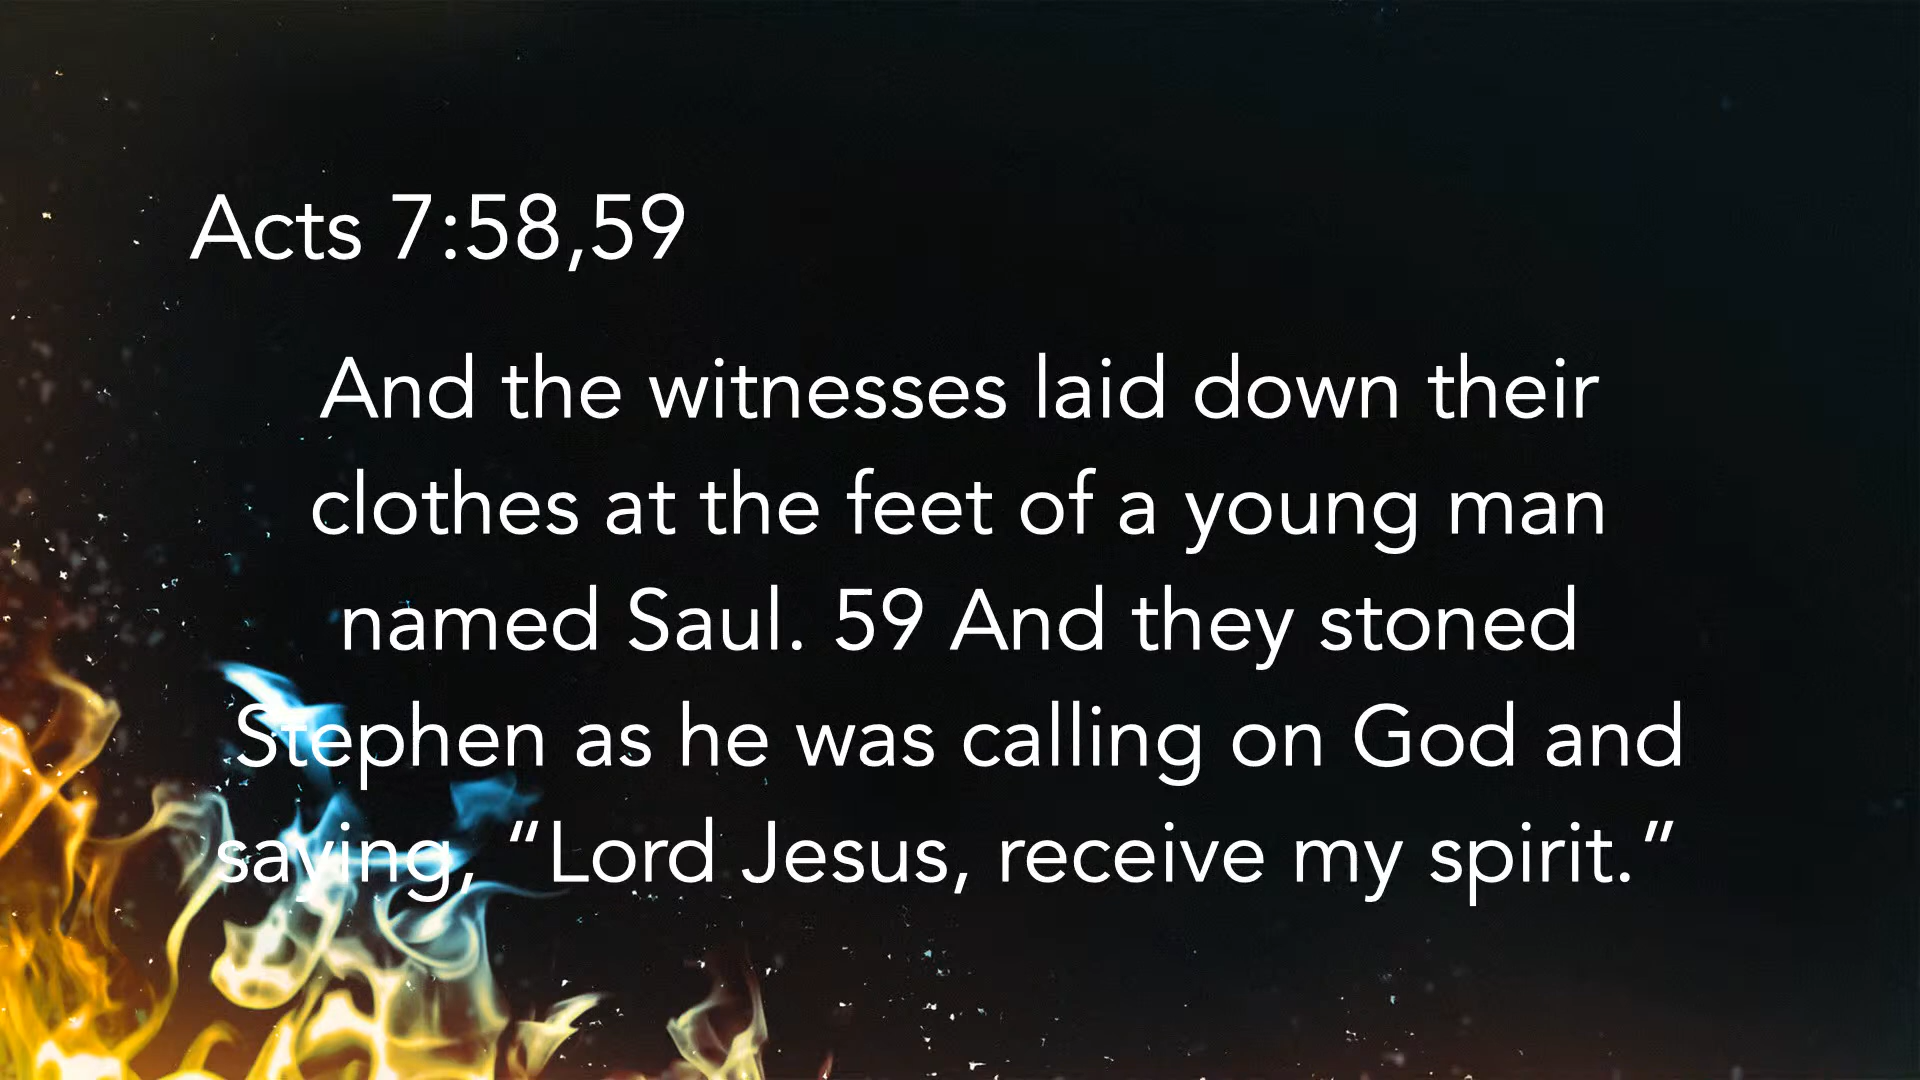 Acts 7:58,59
And the witnesses laid down their
clothes at the feet of a young man
named Saul. 59 And they stoned
Stephen as he was calling on God and
saying, “Lord Jesus, receive my spirit.”